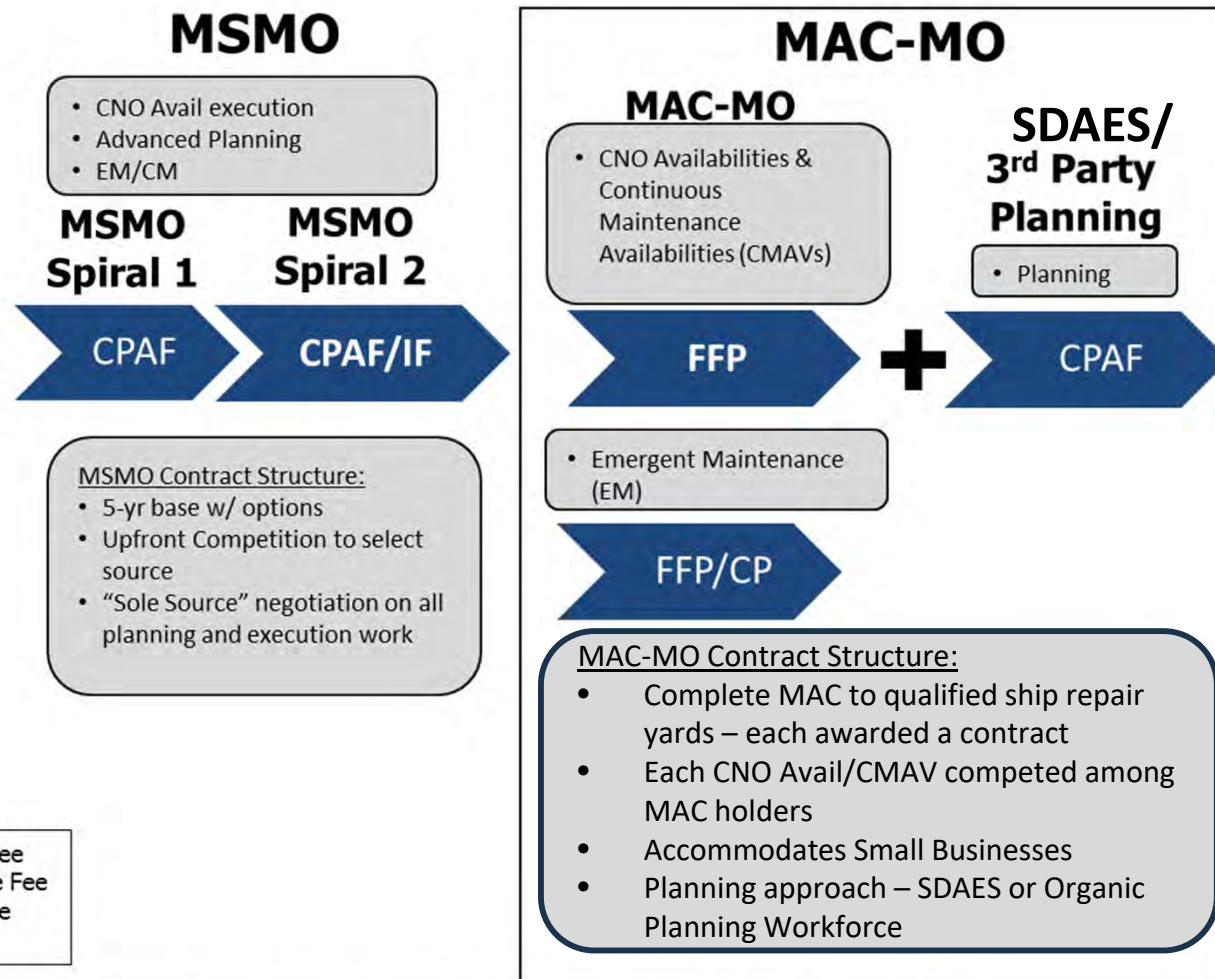 MSMO
• CNO Avail execution
• Advanced Planning
• EM/CM
MSMO
Spiral 1
MSMO
Spiral 2
CPAF
CPAF/IF
MSMO Contract Structure:
• 5-yr base w/ options
• Upfront Competition to select
source
• “Sole Source” negotiation on all
planning and execution work
ee
Fee
MAC-MO
MAC-MO
• CNO Availabilities &
Continuous
Maintenance
Availabilities (CMAVs)
FFP
SDAES/
3rd Party
Planning
• Planning
CPAF
• Emergent Maintenance
(EM)
FFP/CP
MAC-MO Contract Structure:
• Complete MAC to qualified ship repair
yards – each awarded a contract
• Each CNO Avail/CMAV competed among
MAC holders
• Accommodates Small Businesses
• Planning approach – SDAES or Organic
Planning Workforce